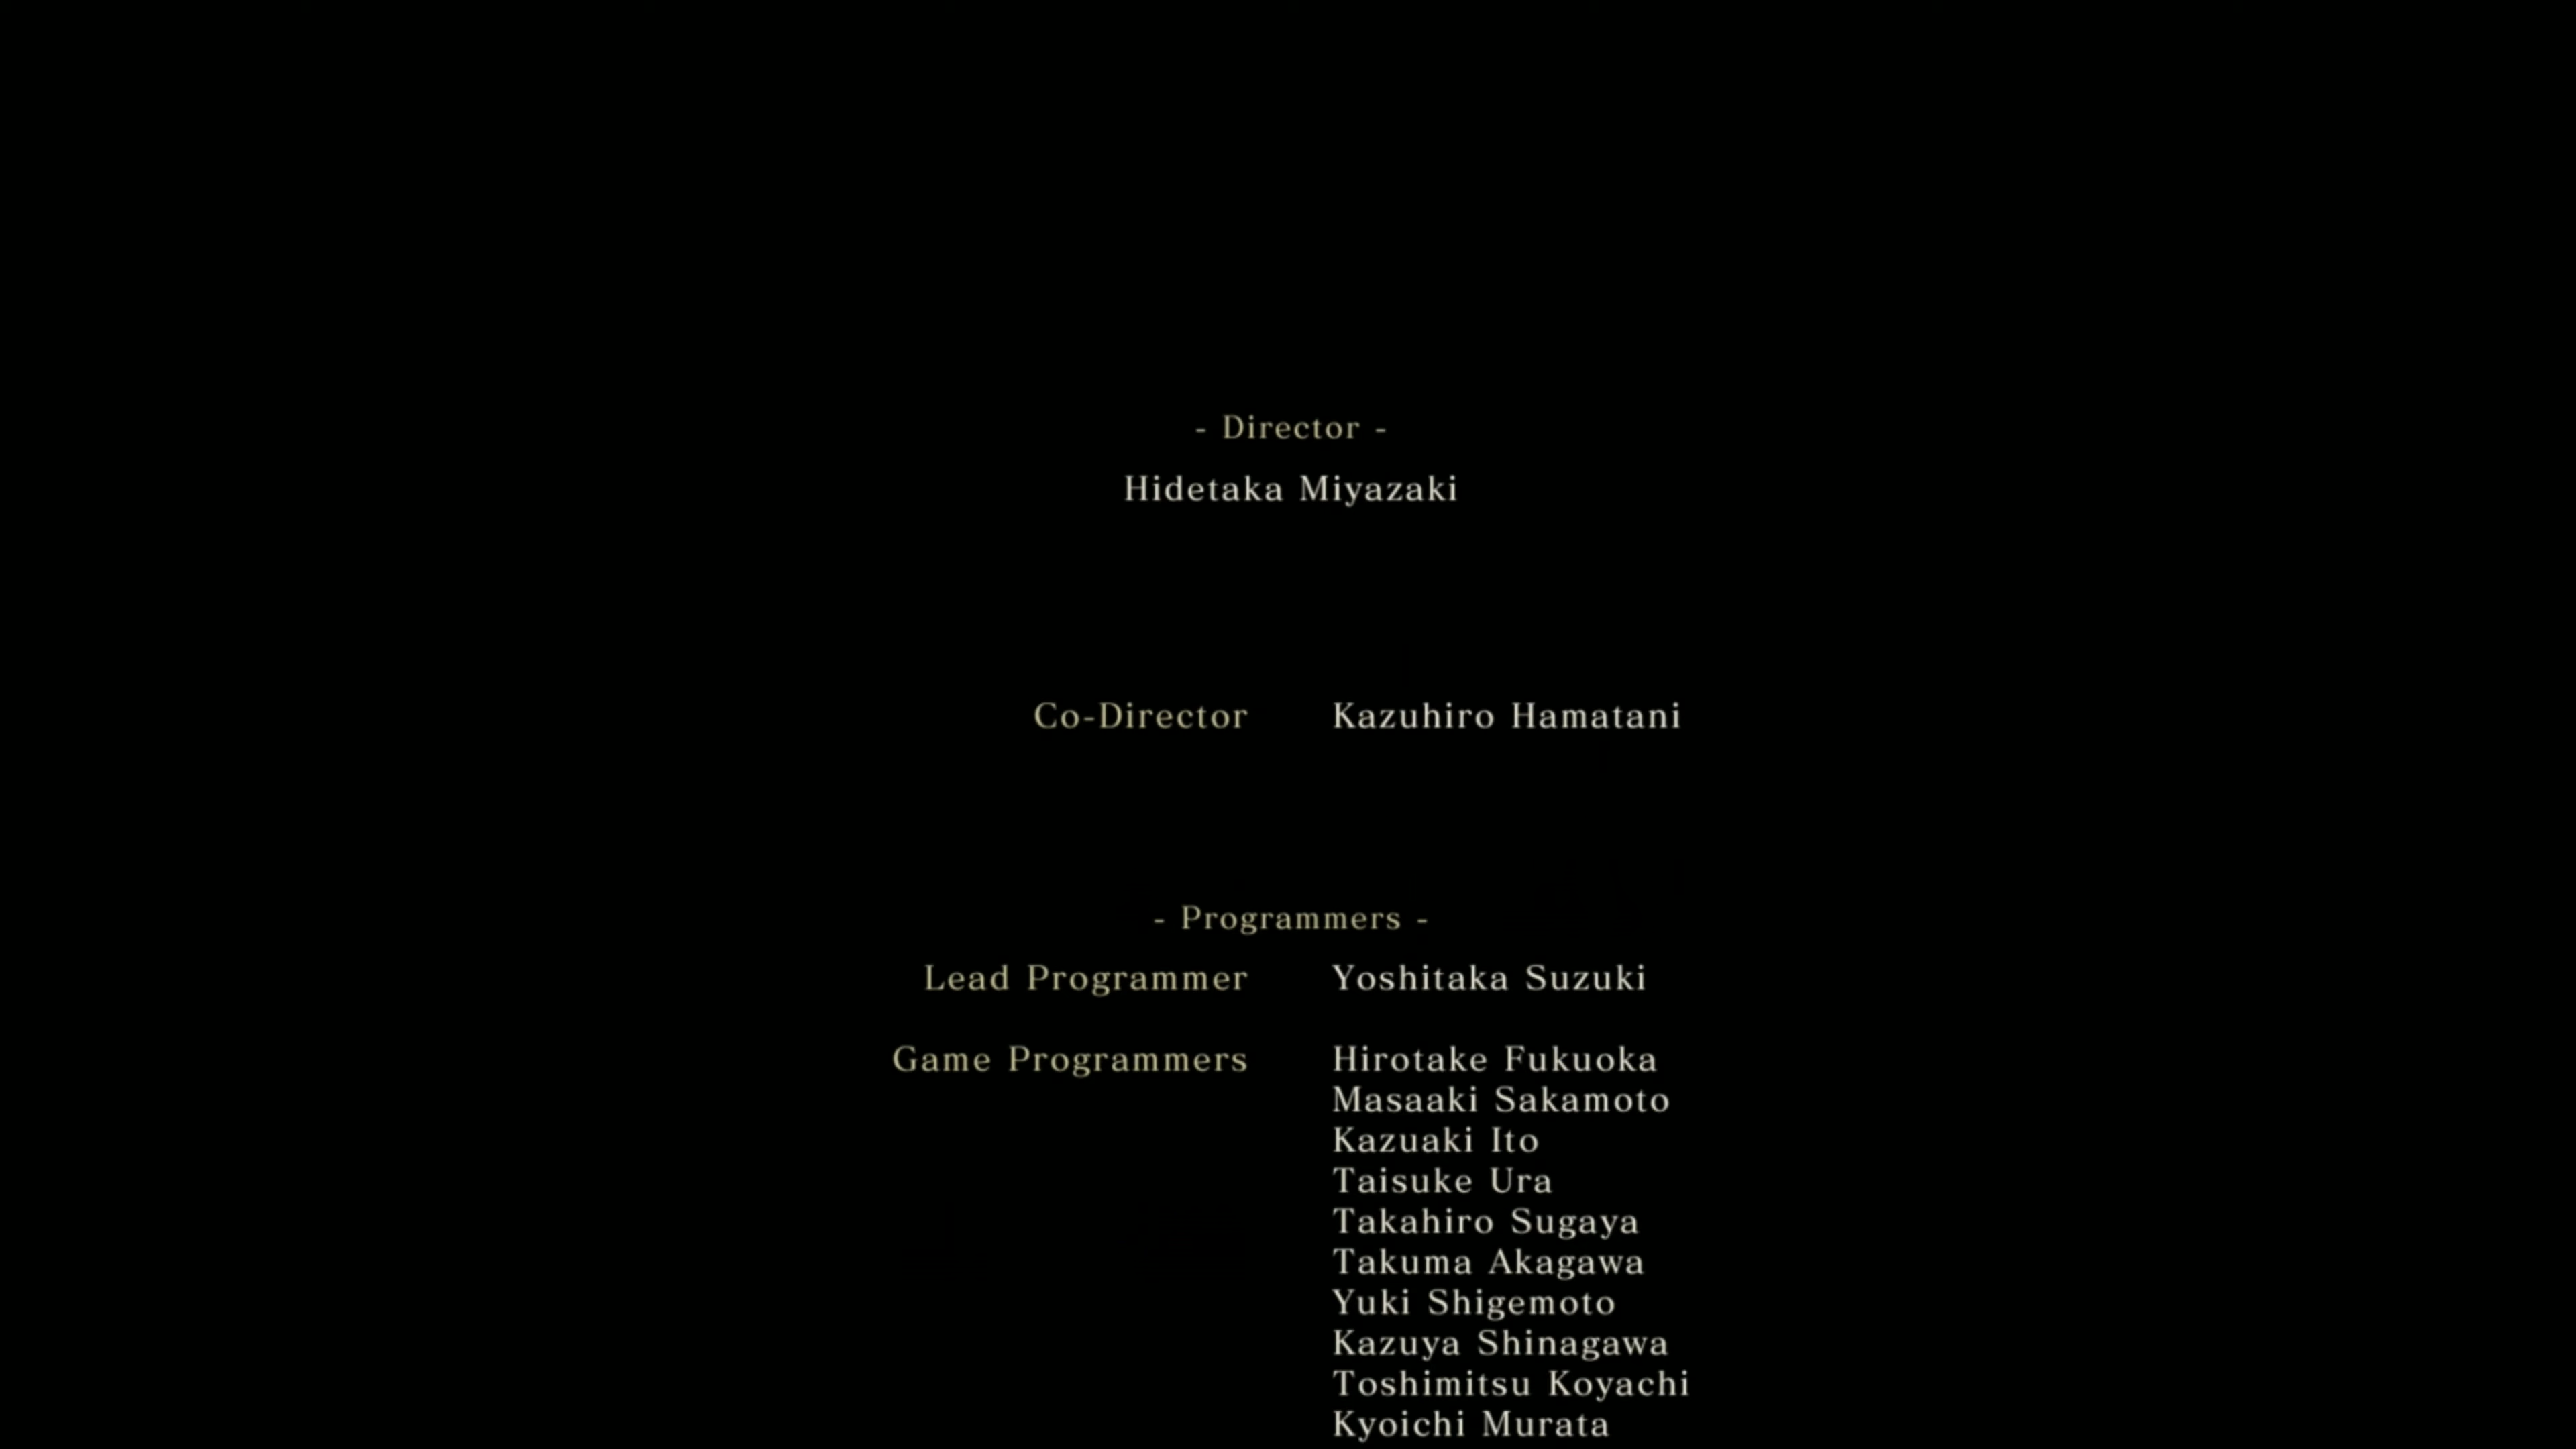 - Director -
Hidetaka Miyazaki
Co-Director Kazuhiro Hamatani
- Programmers -
Lead Programmer Yoshitaka Suzuki
Game Programmers Hirotake Fukuoka
Masaaki Sakamoto
Kazuaki Ito
Taisuke Ura
Takahiro Sugaya
Takuma Akagawa
Yuki Shigemoto
Kazuya Shinagawa
Toshimitsu Koyachi
Kyoichi Murata